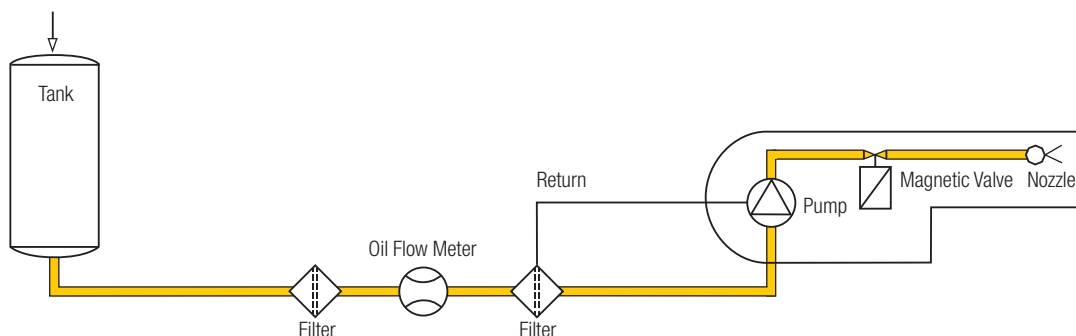 Tank
Return
Magnetic Valve
Nozzle
Pump
Oil Flow Meter
Filter
Filter